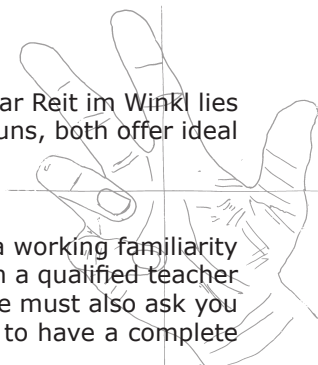 ar Reit im Winkl lies
uns, both offer ideal
a working familiarity
a qualified teacher
e must also ask you
to have a complete